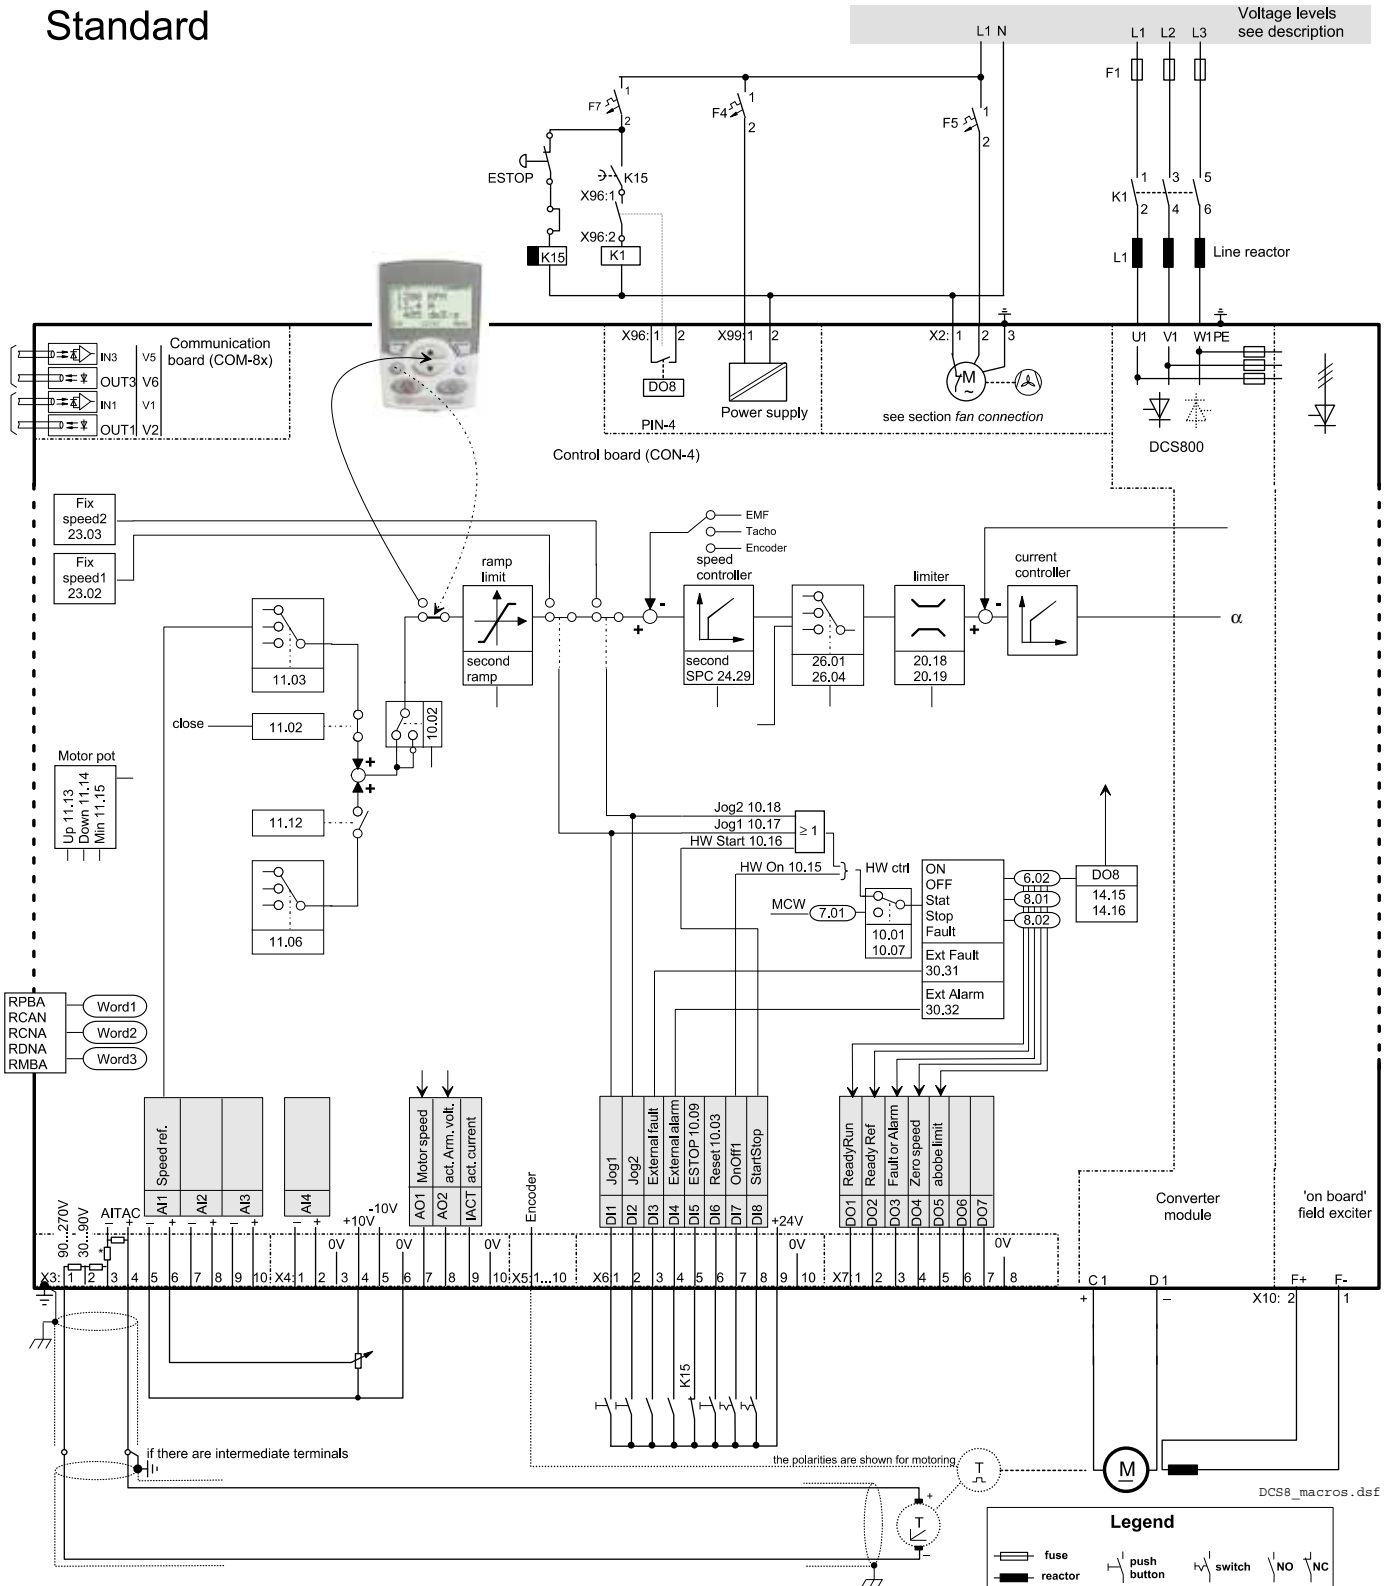 Standard
Voltage levels
see description
L1 N
L1 L2 L3
F1
F7 1
2
F4 1
2
F5 1
2
ESTOP
K15
X96:1
X96:2
K15
K1
K1 1 3 5
2 4 6
L1
Line reactor
Communication
board (COM-8x)
IN3 V5
OUT3 V6
IN1 V1
OUT1 V2
X96: 1 2
DO8
PIN-4
X99:1 2
Power supply
X2: 1 2 3
M
~
see section fan connection
U1 V1 W1 PE
DCS800
Control board (CON-4)
Fix
speed2
23.03
Fix
speed1
23.02
EMF
Tacho
Encoder
ramp
limit
second
ramp
speed
controller
second
SPC 24.29
26.01
26.04
limiter
20.18
20.19
current
controller
α
-
+
-
+
11.03
close
11.02
10.02
+
+
11.12
11.06
Motor pot
Up 11.13
Down 11.14
Min 11.15
Jog2 10.18
Jog1 10.17
HW Start 10.16
≥ 1
HW On 10.15
}
HW ctrl
MCW
7.01
10.01
10.07
ON
OFF
Stat
Stop
Fault
Ext Fault
30.31
Ext Alarm
30.32
6.02
8.01
8.02
DO8
14.15
14.16
RPBA
RCAN
RCNA
RDNA
RMBA
Word1
Word2
Word3
90...270V
30...90V
AITAC
− +
*
AI1 Speed ref.
AI2
AI3
AI4
− + − + − +
− +
0V
+10V
-10V
0V
AO1 Motor speed
AO2 act. Arm. volt.
IACT act. current
0V
Encoder
DI1 Jog1
DI2 Jog2
DI3 External fault
DI4 External alarm
DI5 ESTOP 10.09
DI6 Reset 10.03
DI7 OnOff1
DI8 StartStop
+24V
0V
DO1 ReadyRun
DO2 Ready Ref
DO3 Fault or Alarm
DO4 Zero speed
DO5 abobe limit
DO6
DO7
0V
Converter
module
'on board'
field exciter
X3: 1 2 3 4 5 6 7 8 9 10
X4: 1 2 3 4 5 6 7 8 9 10
X5:1...10
X6:1 2 3 4 5 6 7 8 9 10
X7:1 2 3 4 5 6 7 8
C 1 D 1
+ −
F+ F-
X10: 2 1
K15
if there are intermediate terminals
the polarities are shown for motoring
T
M
T
+
−
DCS8_macros.dsf
Legend
fuse
reactor
push
button
switch
NO
NC